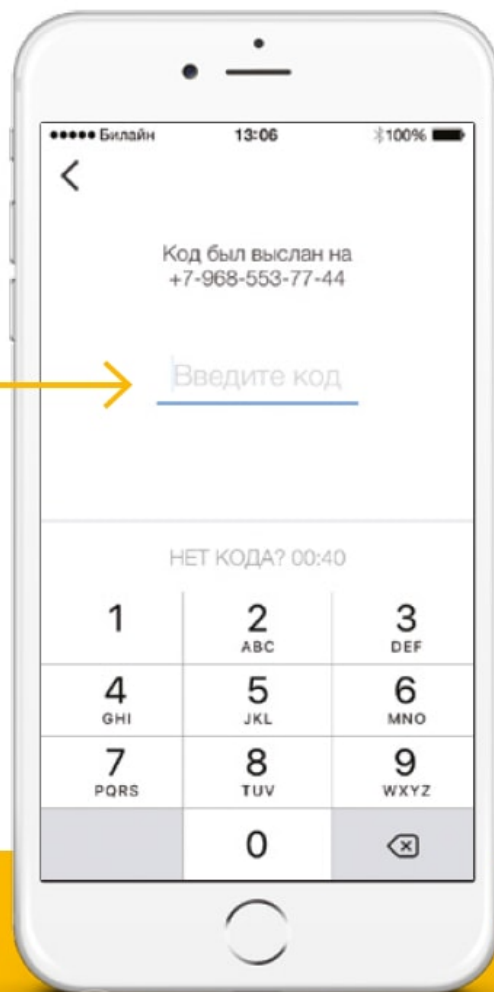 Билайн 13:06 100%
Код был выслан на
+7-968-553-77-44
Введите код
НЕТ КОДА? 00:40
1 2 3
ABC DEF
4 5 6
GHI JKL MNO
7 8 9
PQRS TUV WXYZ
0